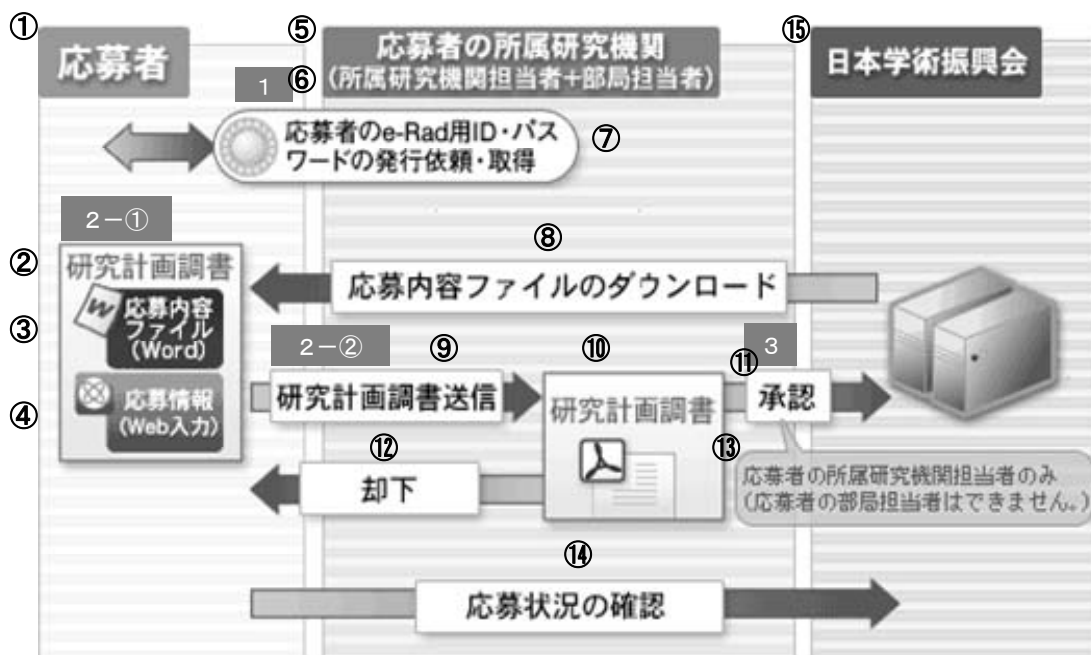 ①
応募者
⑤
応募者の所属研究機関
⑥
(所属研究機関担当者+部局担当者)
⑮
日本学術振興会
1
応募者のe-Rad用ID・パス
ワードの発行依頼・取得
⑦
2－①
②
研究計画調書
③
W
応募内容
ファイル
(Word)
④
応募情報
(Web入力)
⑧
応募内容ファイルのダウンロード
2－②
⑨
研究計画調書送信
⑩
研究計画調書
⑪
3
承認
⑫
却下
⑬
応募者の所属研究機関担当者のみ
(応募者の部局担当者はできません。)
⑭
応募状況の確認